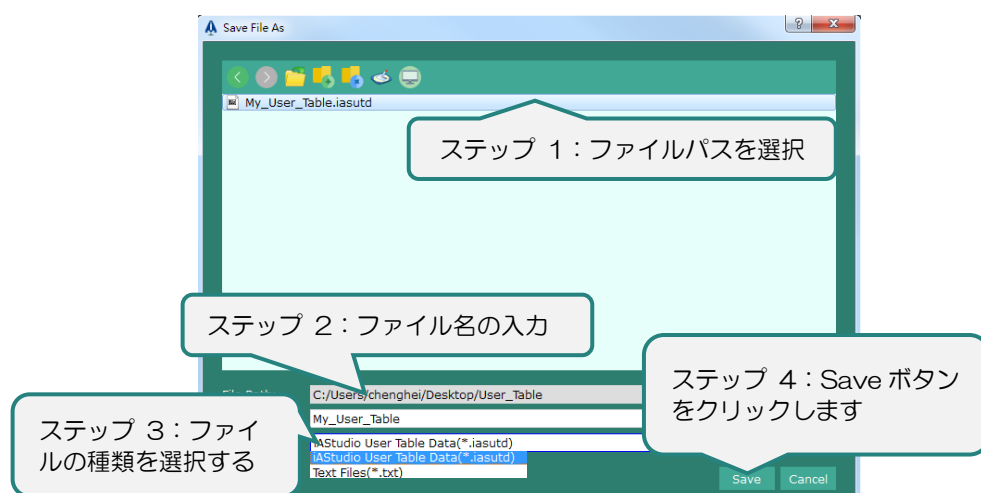 Save File As
My_User_Table.iasutd
ステップ 1：ファイルパスを選択
ステップ 2：ファイル名の入力
C:/Users/chenghei/Desktop/User_Table
My_User_Table
iAStudio User Table Data(*.iasutd)
iAStudio User Table Data(*.iasutd)
Text Files(*.txt)
ステップ 3：ファイ
ルの種類を選択する
ステップ 4：Save ボタン
をクリックします
Save
Cancel